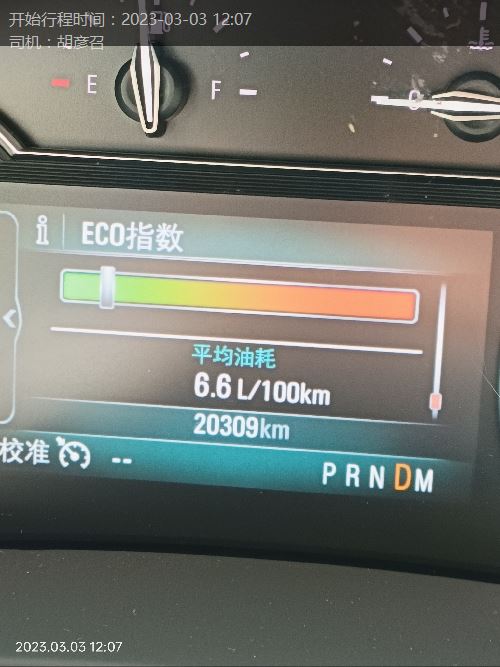 开始行程时间：2023-03-03 12:07
司机：胡彦召
E F
i ECO指数
平均油耗
6.6 L/100km
20309km
校准 --
P R N D M
2023.03.03 12:07